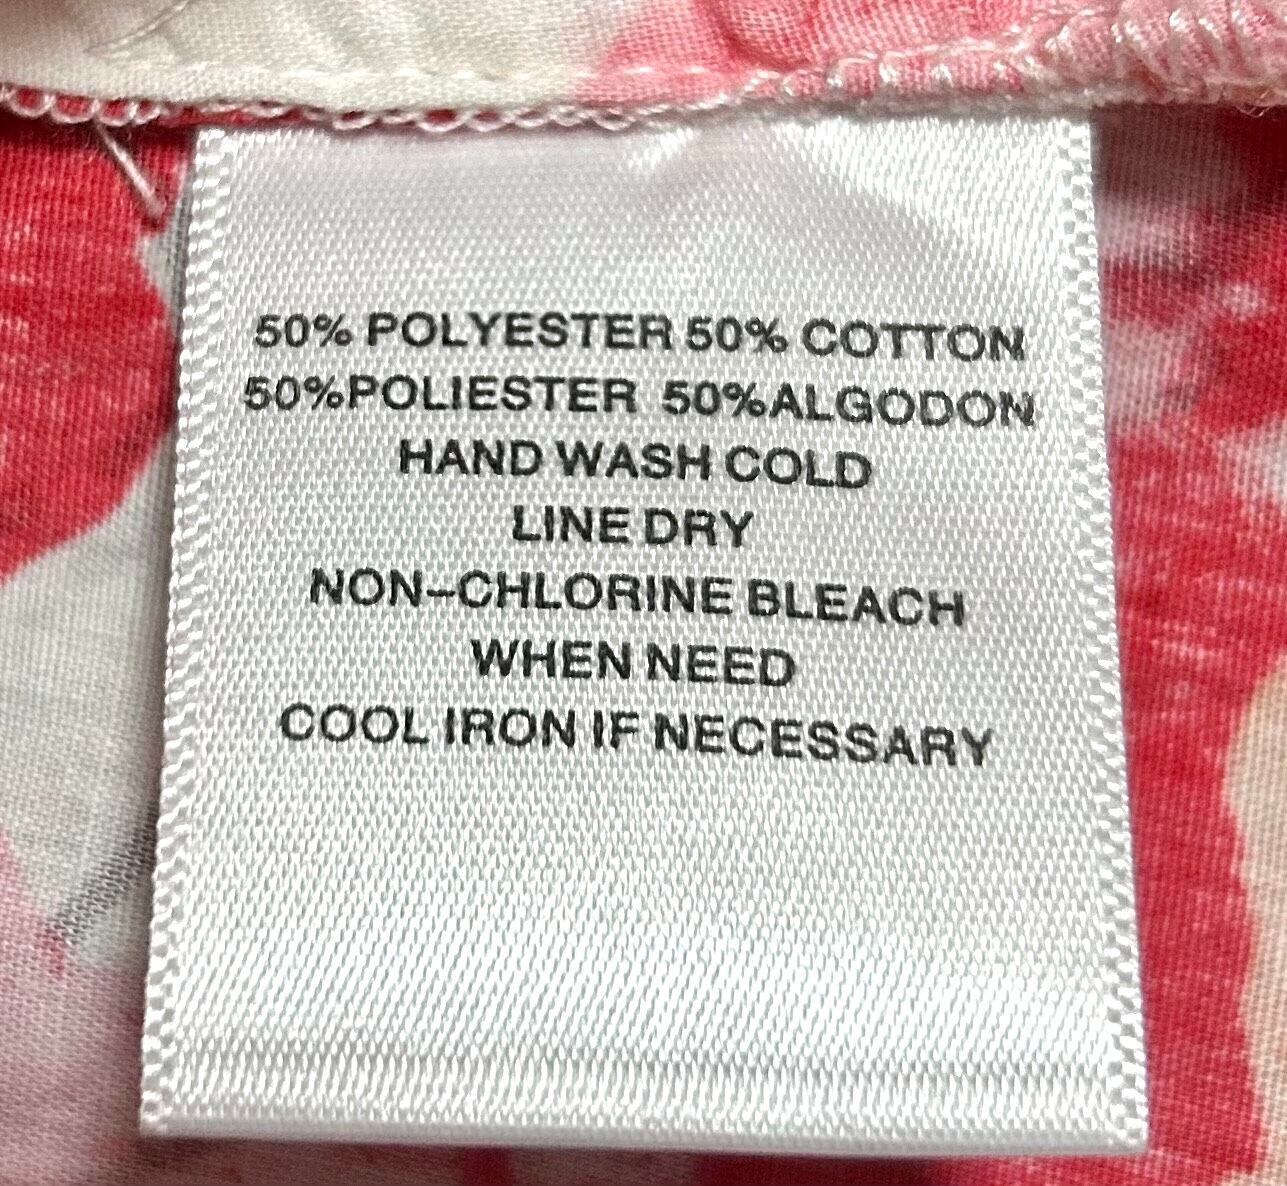 50% POLYESTER 50% COTTON
50%POLIESTER 50%ALGODON
HAND WASH COLD
LINE DRY
NON-CHLORINE BLEACH
WHEN NEED
COOL IRON IF NECESSARY